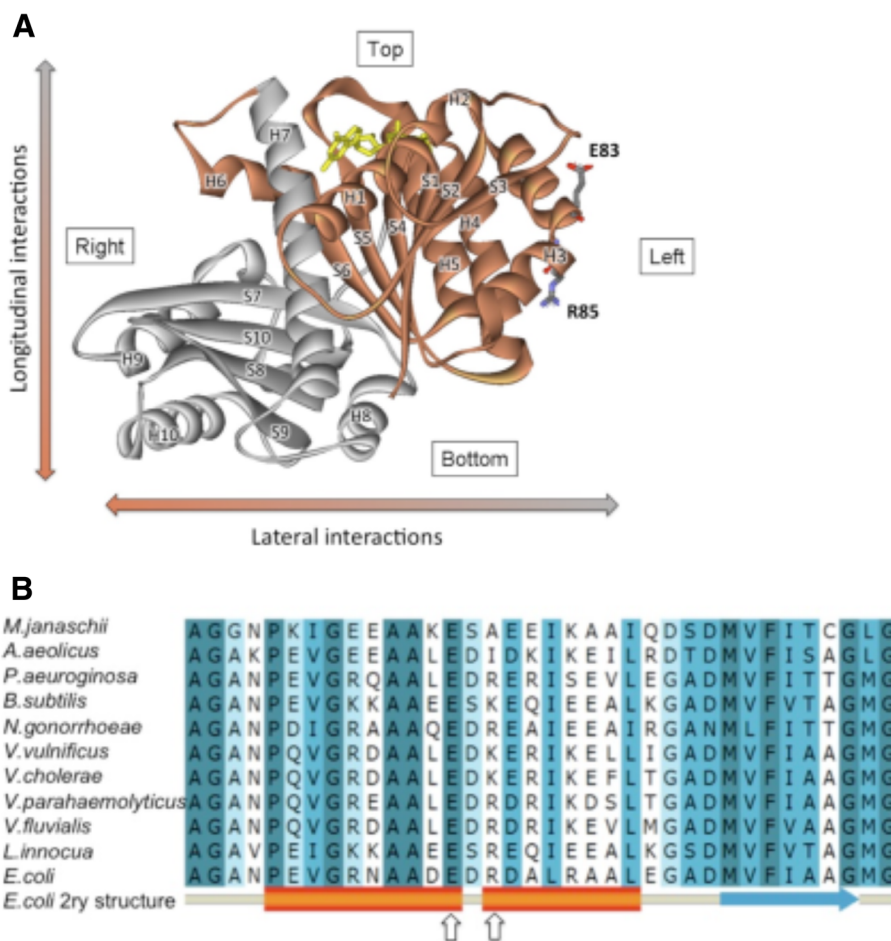 A
Top
H2
H7
E83
H6
S1
S2
S3
H1
S4
H4
Right
S5
H3
Left
S6
H5
S7
R85
S10
H9
S8
H8
H10
S9
Bottom
Longitudinal interactions
Lateral interactions
B
M.janaschii AGGNPKIGEEAAKESAEEIKAAIQDSDMVFITCGLG
A.aeolicus AGAKPEVGEEAALEDIDKIKEILRDTDMVFISAGLG
P.aeuroginosa AGANPEVGRQAALEDRERISEVLEGADMVFITTGMG
B.subtilis AGANPEVGKKAAEESKEQIEEALKGADMVFVTAGMG
N.gonorrhoeae AGANPDIGRAAAQEDREAIEEAIRGANMLFITTGMG
V.vulnificus AGANPQVGRDAALEDKERIKELLIGADMVFIAAGMG
V.cholerae AGANPQVGRDAALEDKERIKEFLTGADMVFIAAGMG
V.parahaemolyticus AGANPQVGREAALEDRDRIKDSLTGADMVFIAAGMG
V.fluvialis AGANPQVGRDAALEDRDRIKEVLMGADMVFVAAGMG
L.innocua AGAVPEIGKKAAEESREQIEEALKGSDMVFVTAGMG
E.coli AGANPEVGRNAADEDRDALRAALEGADMVFIAAGMG
E.coli 2ry structure